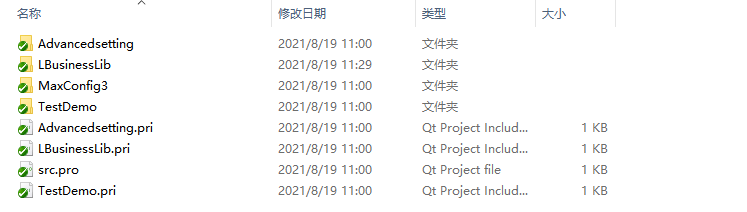 名称 修改日期 类型 大小
Advancedsetting 2021/8/19 11:00 文件夹
LBusinessLib 2021/8/19 11:29 文件夹
MaxConfig3 2021/8/19 11:00 文件夹
TestDemo 2021/8/19 11:00 文件夹
Advancedsetting.pri 2021/8/19 11:00 Qt Project Includ... 1 KB
LBusinessLib.pri 2021/8/19 11:00 Qt Project Includ... 1 KB
src.pro 2021/8/19 11:00 Qt Project file 1 KB
TestDemo.pri 2021/8/19 11:00 Qt Project Includ... 1 KB